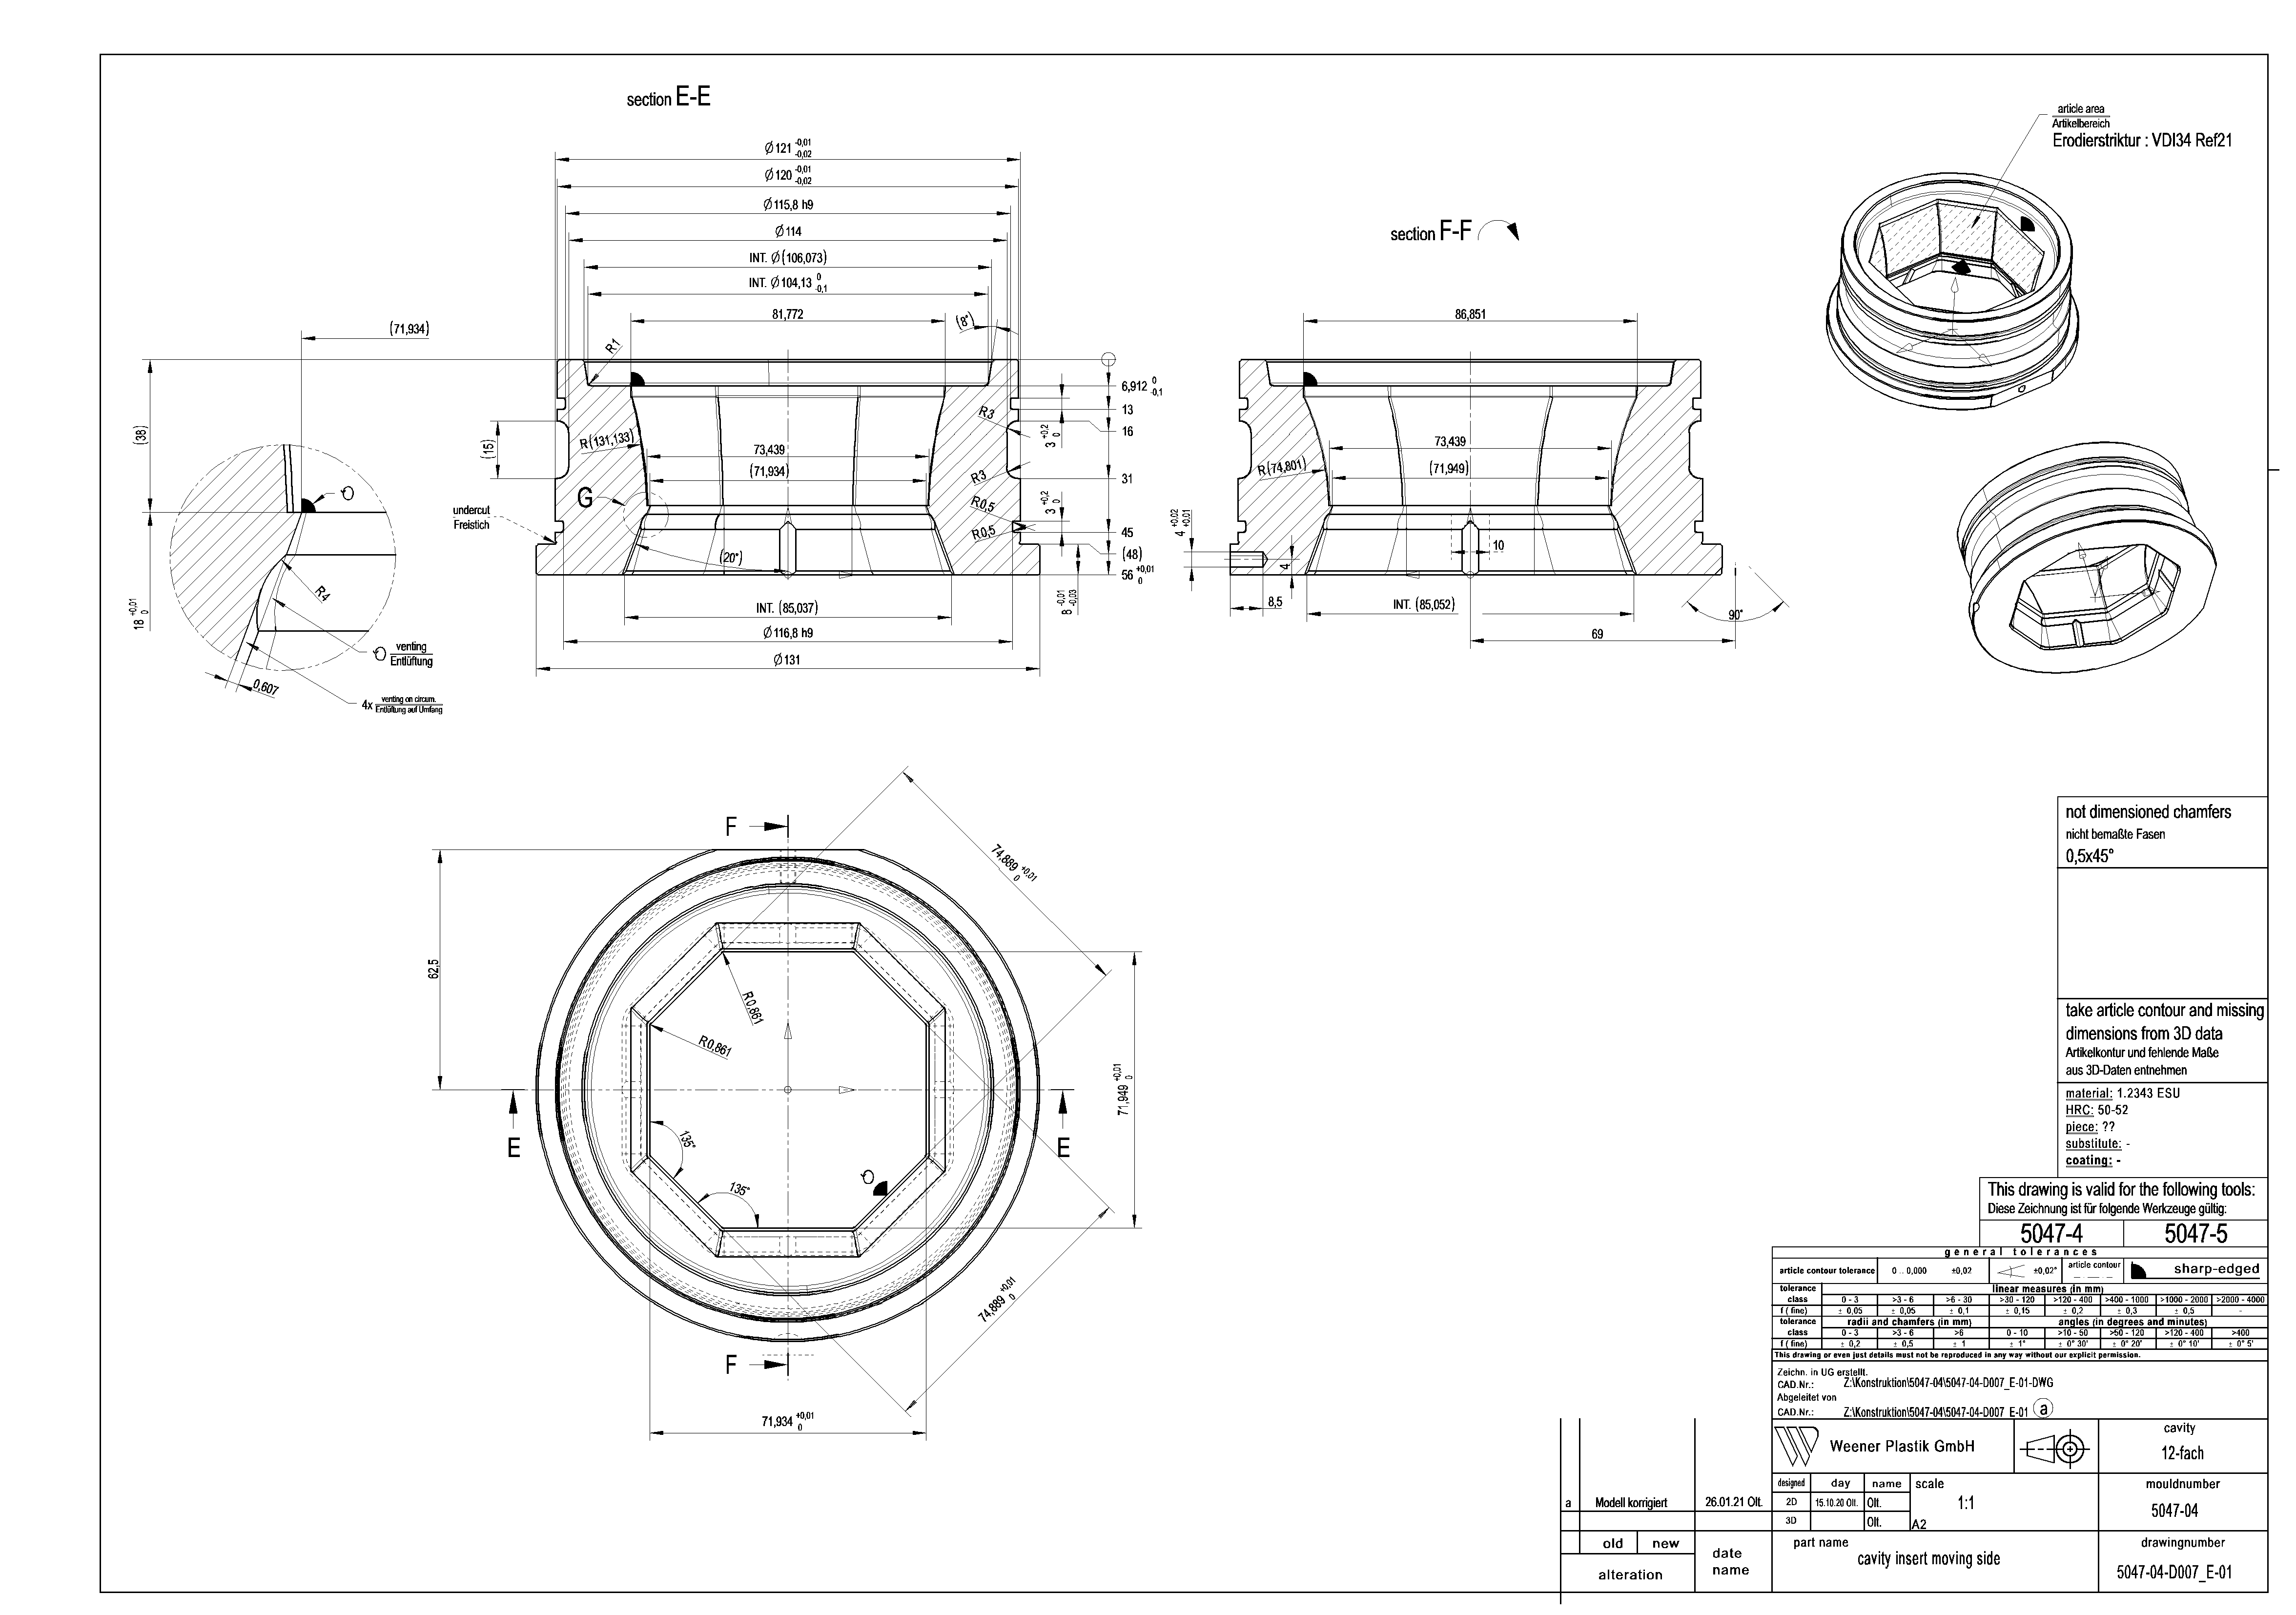 section E-E
Ø121 -0,01 -0,02
Ø120 -0,01 -0,02
Ø115,8 h9
Ø114
INT. Ø(106,073)
INT. Ø104,13 0 -0,1
81,772
(8°)
R1
(71,934)
(38)
18 +0,01 0
R4
0,607
venting
Entlüftung
4x venting on circum.
Entlüftung auf Umfang
(15)
undercut
Freistich
G
R(131,133)
73,439
(71,934)
(20°)
R3
R3
R0,5
R0,5
3 +0,2 0
3 +0,2 0
6,912 0 -0,1
13
16
31
45
(48)
56 +0,01 0
8 -0,01 -0,03
INT. (85,037)
Ø116,8 h9
Ø131
section F-F
86,851
R(74,801)
73,439
(71,949)
4 +0,02 +0,01
8,5
4
10
INT. (85,052)
69
90°
article area
Artikelbereich
Erodierstriktur : VDI34 Ref21
F
F
E
E
62,5
74,889 +0,01 0
74,889 +0,01 0
71,949 +0,01 0
71,934 +0,01 0
R0,861
R0,861
135°
135°
not dimensioned chamfers
nicht bemaßte Fasen
0,5x45°
take article contour and missing
dimensions from 3D data
Artikelkontur und fehlende Maße
aus 3D-Daten entnehmen
material: 1.2343 ESU
HRC: 50-52
piece: ??
substitute: -
coating: -
This drawing is valid for the following tools:
Diese Zeichnung ist für folgende Werkzeuge gültig:
5047-4 5047-5
general tolerances
article contour tolerance 0 .. 0,000 ±0,02 ±0,02° article contour sharp-edged
tolerance class linear measures (in mm)
0 - 3 >3 - 6 >6 - 30 >30 - 120 >120 - 400 >400 - 1000 >1000 - 2000 >2000 - 4000
f ( fine) ± 0,05 ± 0,05 ± 0,1 ± 0,15 ± 0,2 ± 0,3 ± 0,5 -
tolerance class radii and chamfers (in mm) angles (in degrees and minutes)
0 - 3 >3 - 6 >6 0 - 10 >10 - 50 >50 - 120 >120 - 400 >400
f ( fine) ± 0,2 ± 0,5 ± 1 ± 1° ± 0° 30' ± 0° 20' ± 0° 10' ± 0° 5'
This drawing or even just details must not be reproduced in any way without our explicit permission.
Zeichn. in UG erstellt.
CAD.Nr.: Z:\Konstruktion\5047-04\5047-04-D007_E-01-DWG
Abgeleitet von
CAD.Nr.: Z:\Konstruktion\5047-04\5047-04-D007_E-01 a
Weener Plastik GmbH
cavity
12-fach
designed day name scale
2D 15.10.20 Olt. Olt. 1:1
3D Olt. A2
mouldnumber
5047-04
part name
cavity insert moving side
drawingnumber
5047-04-D007_E-01
a Modell korrigiert 26.01.21 Olt.
old new
alteration
date
name